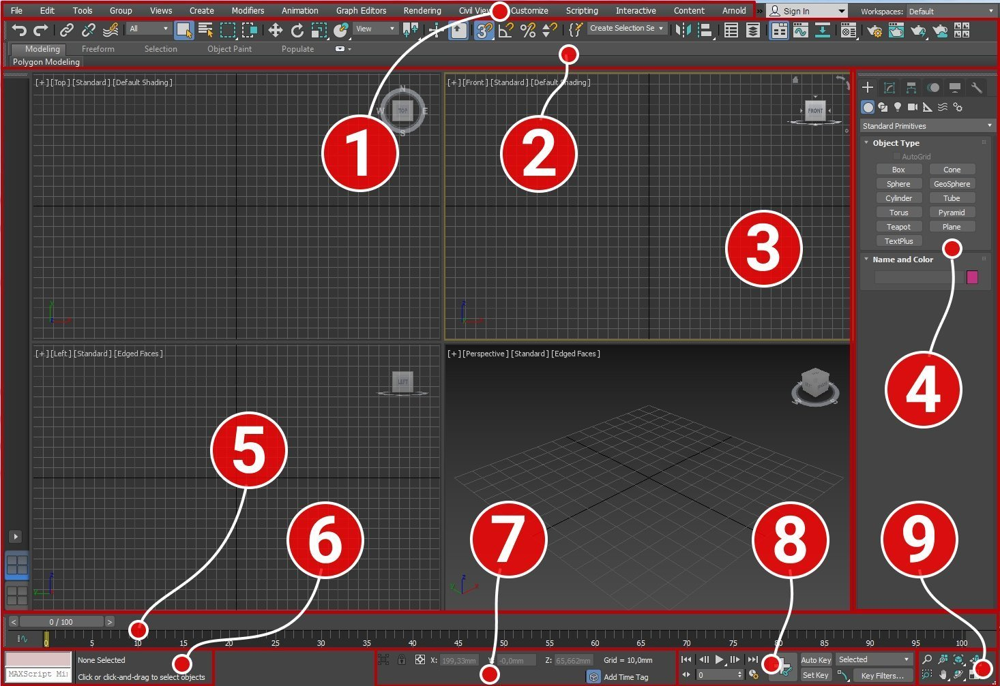 File Edit Tools Group Views Create Modifiers Animation Graph Editors Rendering Civil View Customize Scripting Interactive Content Arnold » Sign In Workspaces: Default
All View 3 % Create Selection Se
Modeling Freeform Selection Object Paint Populate
Polygon Modeling
[+] [Top] [Standard] [Default Shading]
N
W TOP E
S
[+] [Front] [Standard] [Default Shading]
FRONT
1
2
3
y
z x
z
y x
Standard Primitives
Object Type
AutoGrid
Box Cone
Sphere GeoSphere
Cylinder Tube
Torus Pyramid
Teapot Plane
TextPlus
Name and Color
4
[+] [Left] [Standard] [Edged Faces]
LEFT
[+] [Perspective] [Standard] [Edged Faces]
5
6
7
8
9
z
y
z
y x
< 0 / 100 >
0 5 10 15 20 25 30 35 40 45 50 55 60 65 70 75 80 85 90 95 100
None Selected
MAXScript Mi
Click or click-and-drag to select objects
X: 199,33mm Y: -0,0mm Z: 65,662mm Grid = 10,0mm
Add Time Tag
0
Auto Key Selected
Set Key Key Filters...